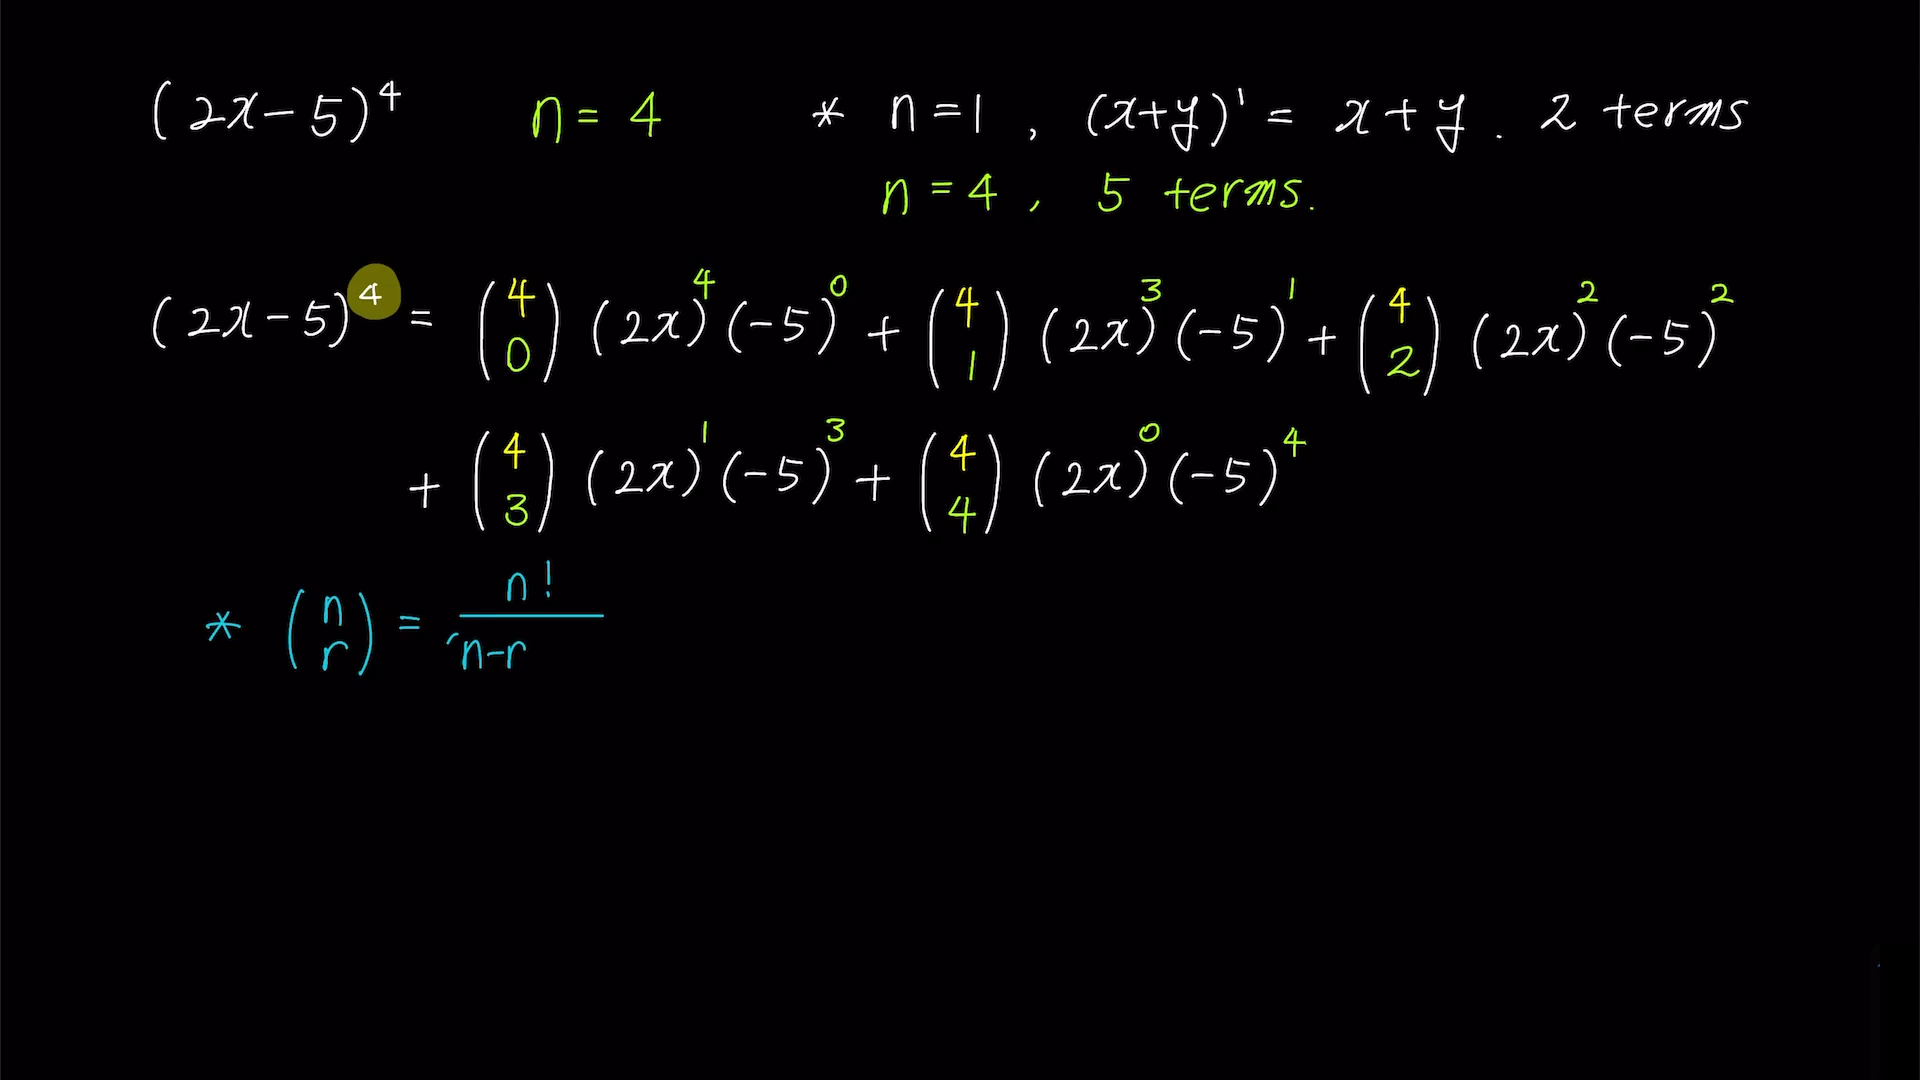 (2x-5)⁴ n = 4 * n=1, (x+y)¹ = x+y. 2 terms
n = 4, 5 terms.
(2x-5)⁴ = (4 0) (2x)⁴(-5)⁰ + (4 1) (2x)³(-5)¹ + (4 2) (2x)²(-5)²
+ (4 3) (2x)¹(-5)³ + (4 4) (2x)⁰(-5)⁴
* (n r) = n! / (n-r